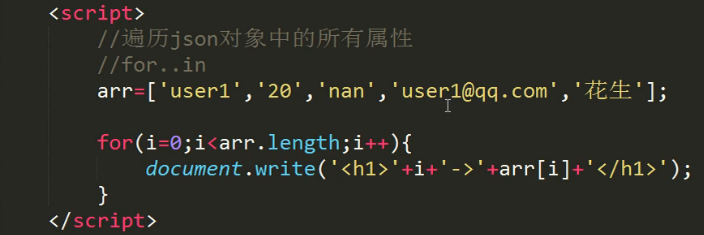 <script>
//遍历json对象中的所有属性
//for..in
arr=['user1','20','nan','user1@qq.com','花生'];
for(i=0;i<arr.length;i++){
document.write('<h1>'+i+'->'+arr[i]+'</h1>');
}
</script>